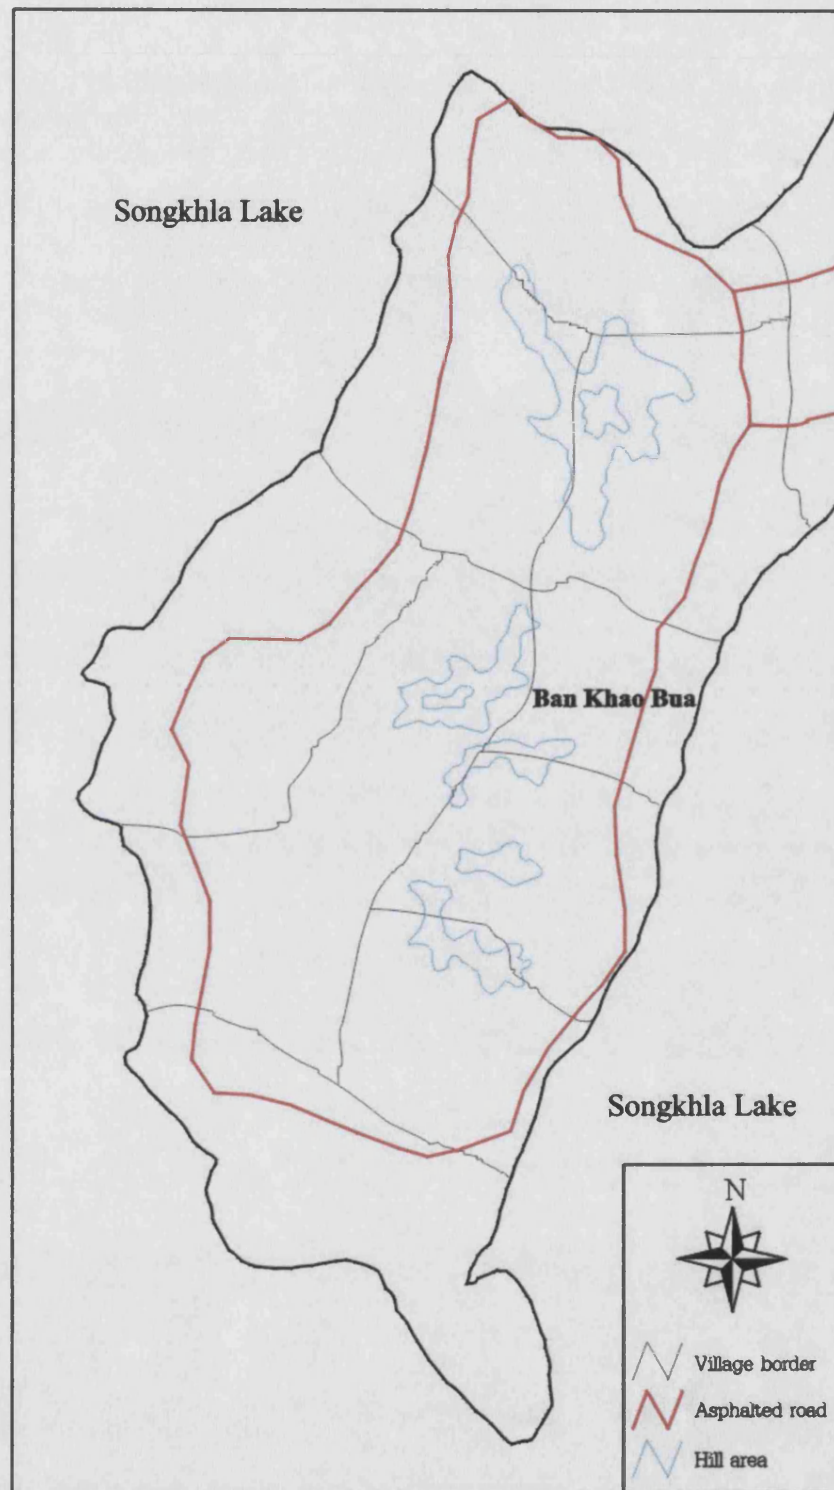 Songkhla Lake
Ban Khao Bua
Songkhla Lake
N
Village border
Asphalted road
Hill area